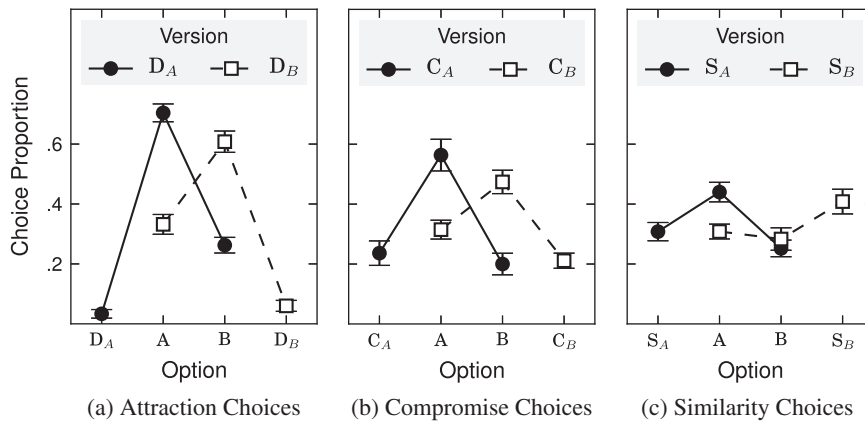 Version Version Version
D_A D_B C_A C_B S_A S_B
Choice Proportion
.6
.4
.2
D_A A B D_B C_A A B C_B S_A A B S_B
Option Option Option
(a) Attraction Choices (b) Compromise Choices (c) Similarity Choices